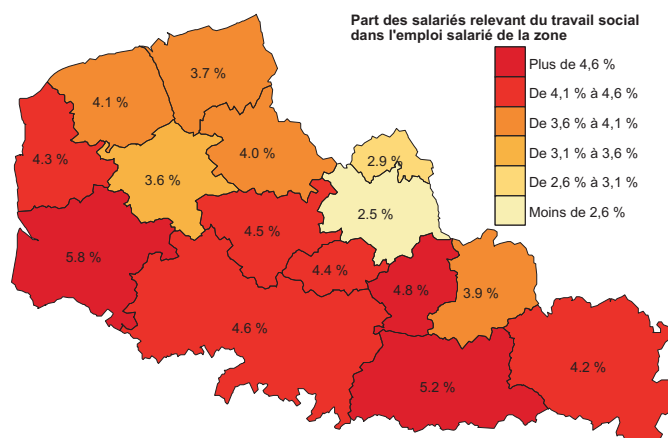 Part des salariés relevant du travail social
dans l'emploi salarié de la zone
Plus de 4,6 %
De 4,1 % à 4,6 %
De 3,6 % à 4,1 %
De 3,1 % à 3,6 %
De 2,6 % à 3,1 %
Moins de 2,6 %
3.7 %
4.1 %
4.3 %
4.0 %
2.9 %
3.6 %
2.5 %
4.5 %
5.8 %
4.4 %
4.8 %
3.9 %
4.6 %
4.2 %
5.2 %